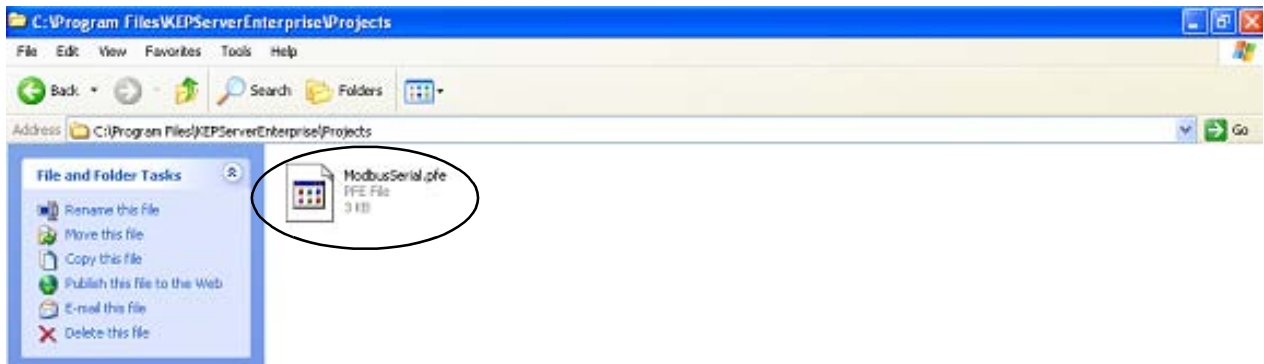 C:\Program Files\KEPServerEnterprise\Projects
File Edit View Favorites Tools Help
Back Search Folders
Address C:\Program Files\KEPServerEnterprise\Projects Go
File and Folder Tasks
ModbusSerial.pfe
PFE File
3 KB
Rename this file
Move this file
Copy this file
Publish this file to the Web
E-mail this file
Delete this file